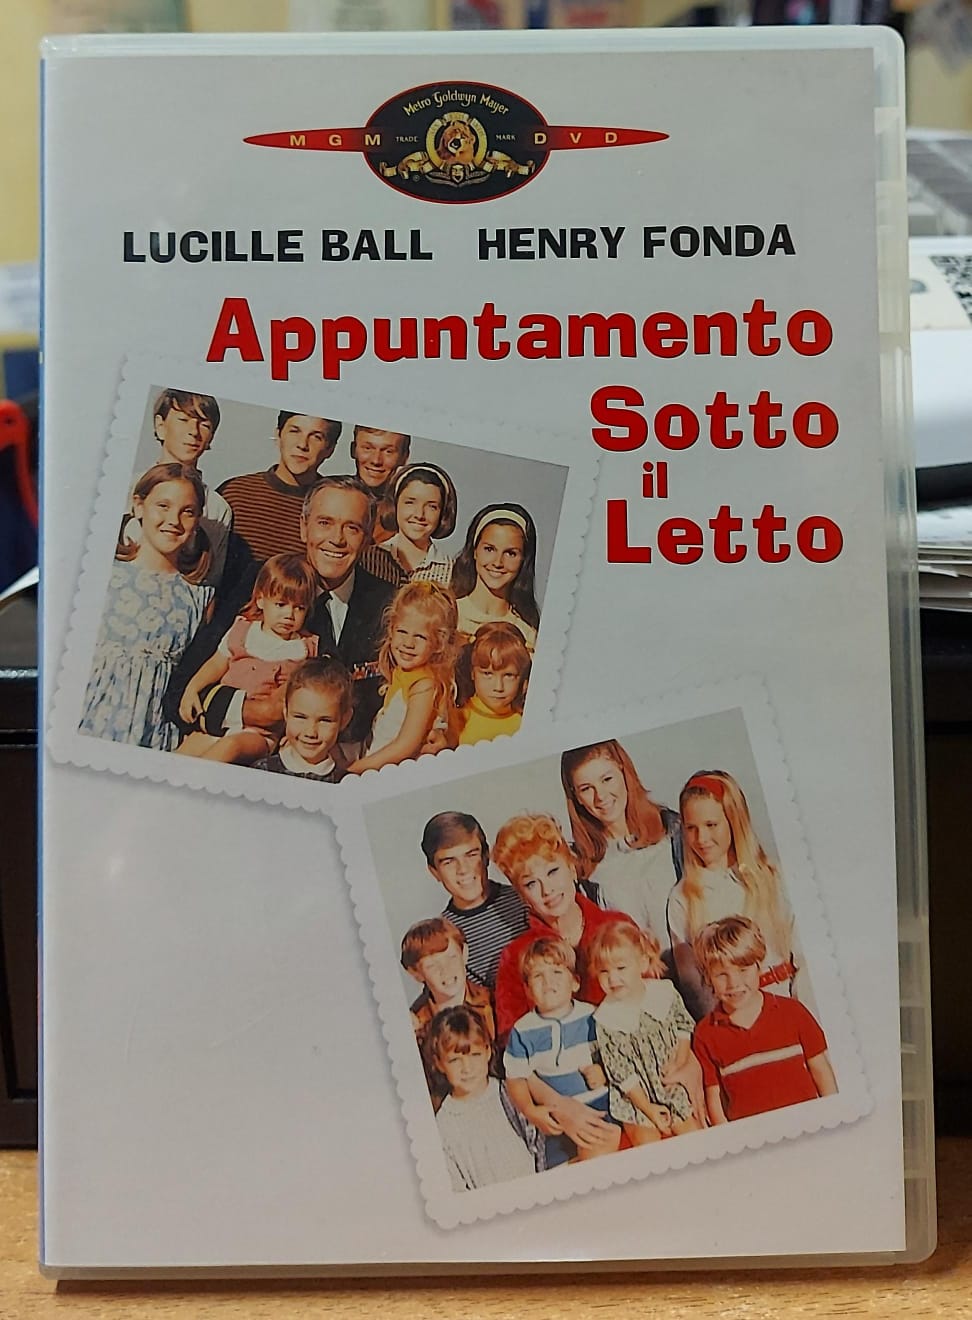 Metro Goldwyn Mayer
MGM TRADE MARK DVD
LUCILLE BALL HENRY FONDA
Appuntamento
Sotto
il
Letto